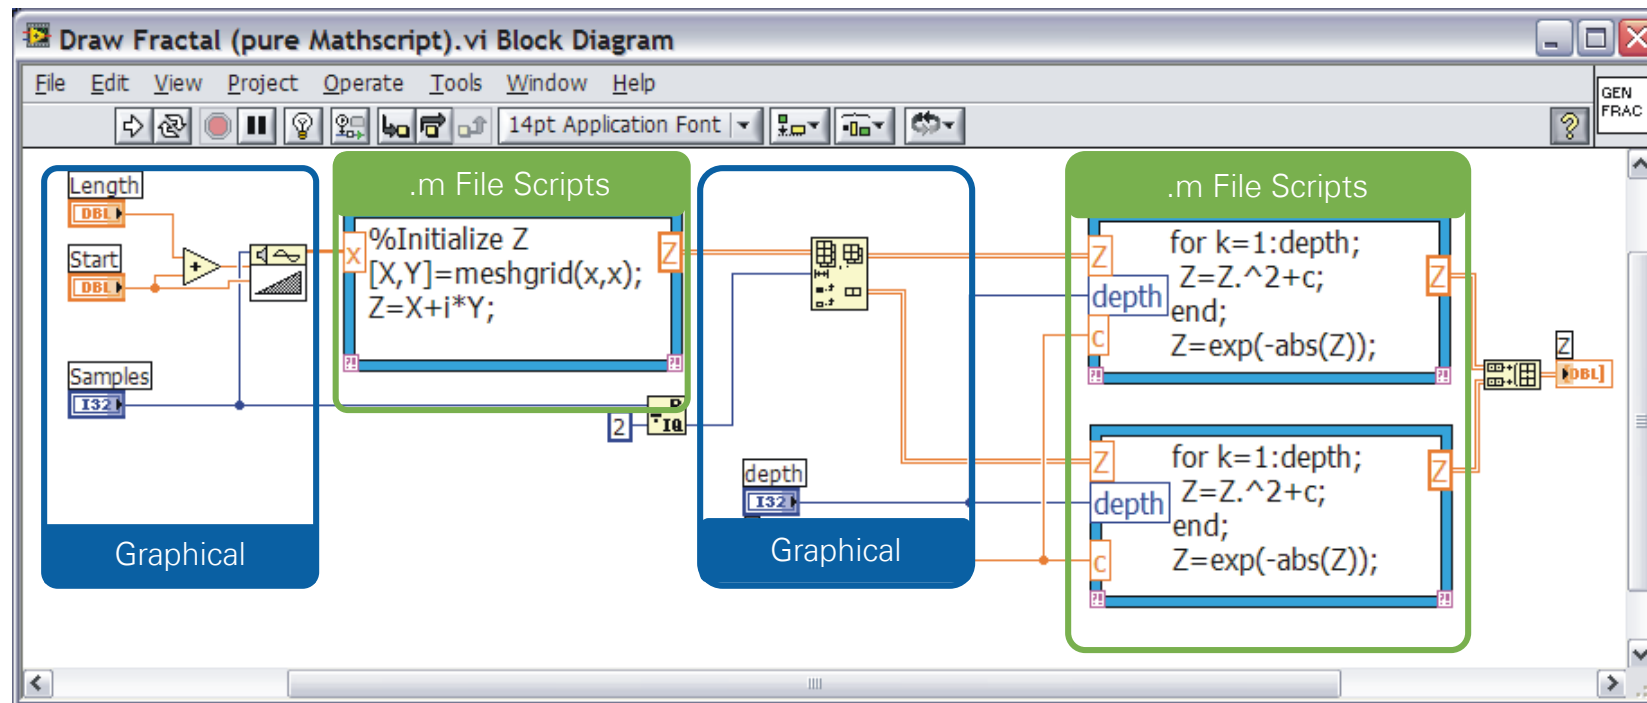 Draw Fractal (pure Mathscript).vi Block Diagram
File Edit View Project Operate Tools Window Help
GEN
FRAC
14pt Application Font
Length
DBL
Start
DBL
Samples
I32
Graphical
.m File Scripts
x
%Initialize Z
[X,Y]=meshgrid(x,x);
Z=X+i*Y;
Z
2
IQ
depth
I32
Graphical
.m File Scripts
Z
depth
c
for k=1:depth;
Z=Z.^2+c;
end;
Z=exp(-abs(Z));
Z
Z
depth
c
for k=1:depth;
Z=Z.^2+c;
end;
Z=exp(-abs(Z));
Z
Z
[DBL]